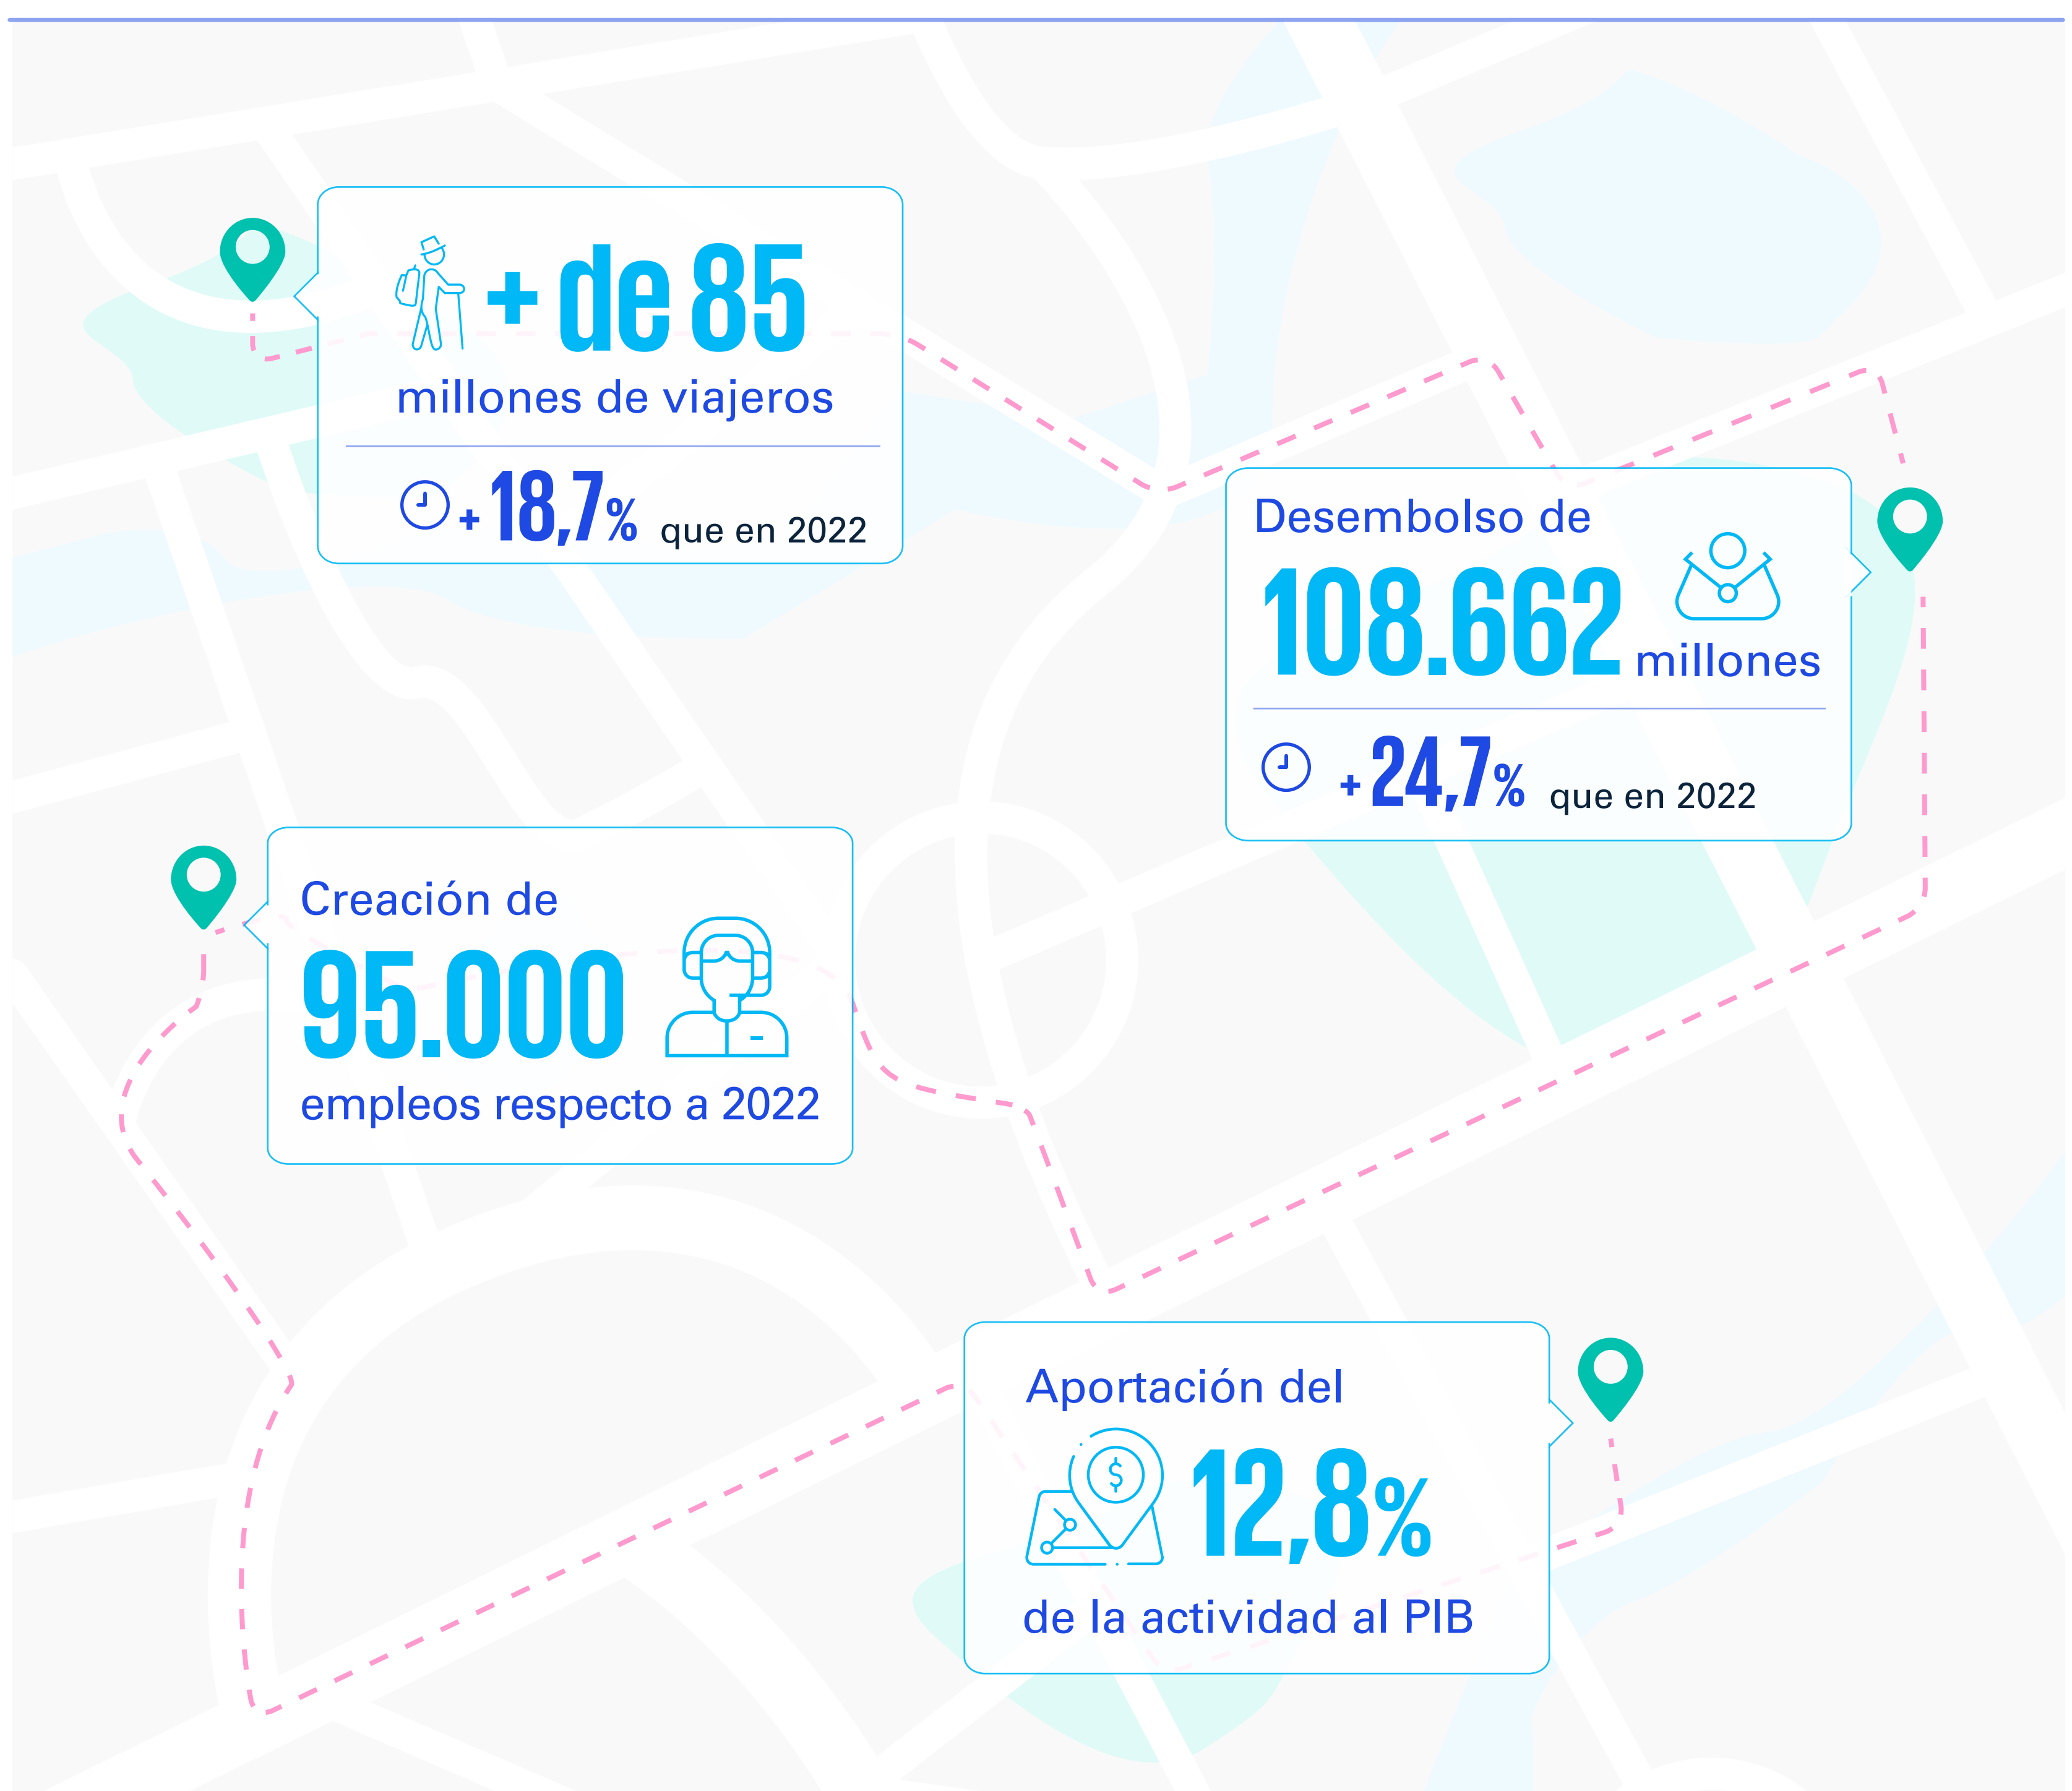 + de 85
millones de viajeros
+ 18,7% que en 2022
Desembolso de
108.662 millones
+ 24,7% que en 2022
Creación de
95.000
empleos respecto a 2022
Aportación del
$ 12,8%
de la actividad al PIB